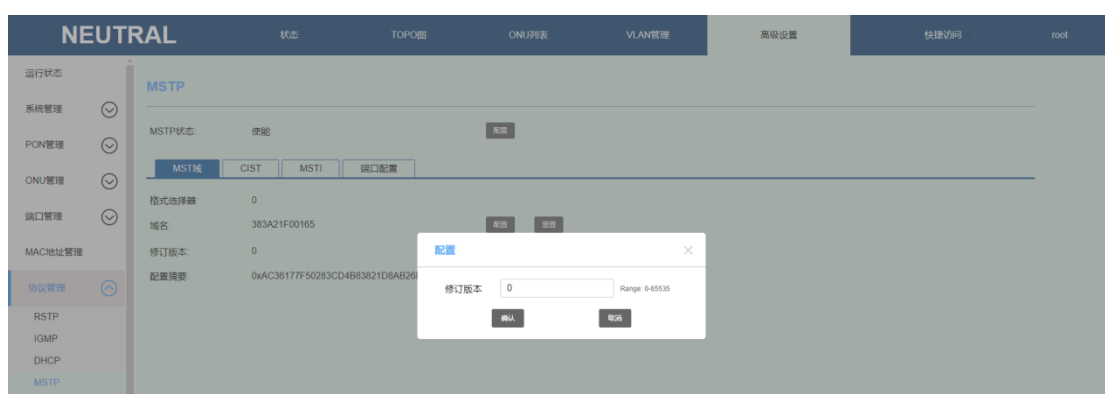 NEUTRAL 状态 TOPO图 ONU列表 VLAN管理 高级设置 快捷访问 root
运行状态
系统管理
PON管理
ONU管理
端口管理
MAC地址管理
协议管理
RSTP
IGMP
DHCP
MSTP
MSTP
MSTP状态: 使能 配置
MST域 CIST MSTI 端口配置
格式选择器: 0
域名: 383A21F00165 配置 重置
修订版本: 0
配置摘要: 0xAC36177F50283CD4B83821D8AB26
配置
修订版本 0 Range: 0-65535
确认 取消